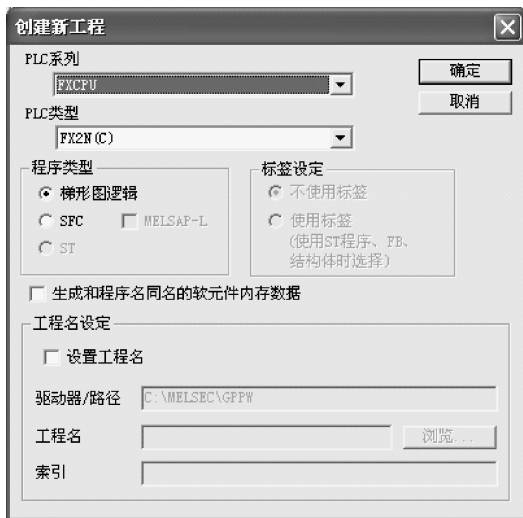 创建新工程
PLC系列
FXCPU
确定
取消
PLC类型
FX2N(C)
程序类型
梯形图逻辑
SFC
MELSAP-L
ST
标签设定
不使用标签
使用标签
(使用ST程序、FB、
结构体时选择)
生成和程序名同名的软元件内存数据
工程名设定
设置工程名
驱动器/路径
C:\MELSEC\GPPW
工程名
浏览...
索引